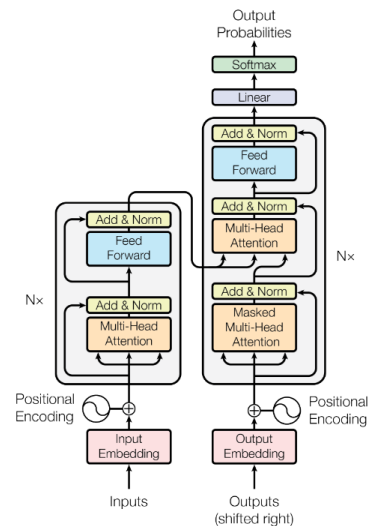 Output
Probabilities
Softmax
Linear
Add & Norm
Feed
Forward
Add & Norm
Multi-Head
Attention
Add & Norm
Masked
Multi-Head
Attention
N×
Add & Norm
Feed
Forward
Add & Norm
Multi-Head
Attention
N×
Positional
Encoding
Positional
Encoding
Input
Embedding
Output
Embedding
Inputs
Outputs
(shifted right)